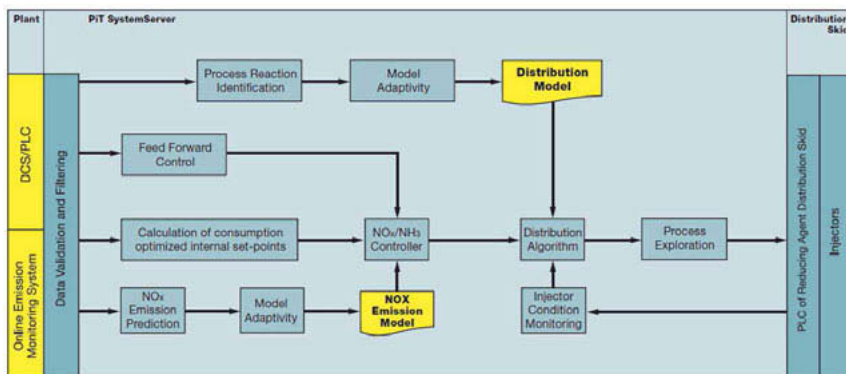 Plant
PiT SystemServer
Distribution
Skid
DCS/PLC
Online Emission
Monitoring System
Data Validation and Filtering
Process Reaction
Identification
Model
Adaptivity
Distribution
Model
Feed Forward
Control
Calculation of consumption
optimized internal set-points
NOx/NH3
Controller
Distribution
Algorithm
Process
Exploration
NOx
Emission
Prediction
Model
Adaptivity
NOX
Emission
Model
Injector
Condition
Monitoring
PLC of Reducing Agent Distribution Skid
Injectors